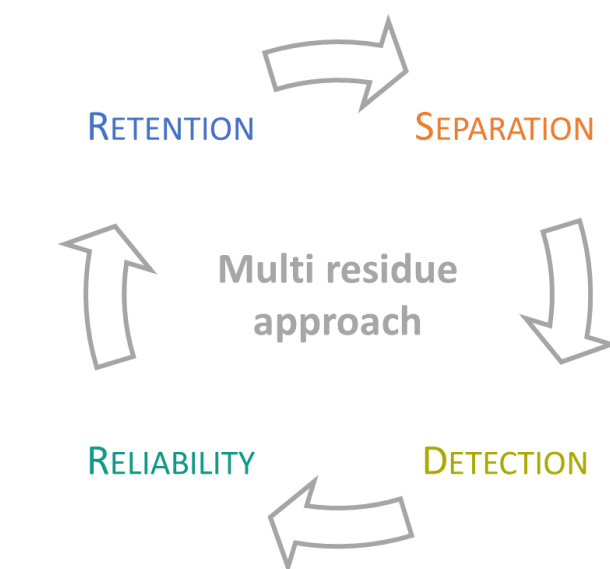 RETENTION
SEPARATION
Multi residue
approach
RELIABILITY
DETECTION